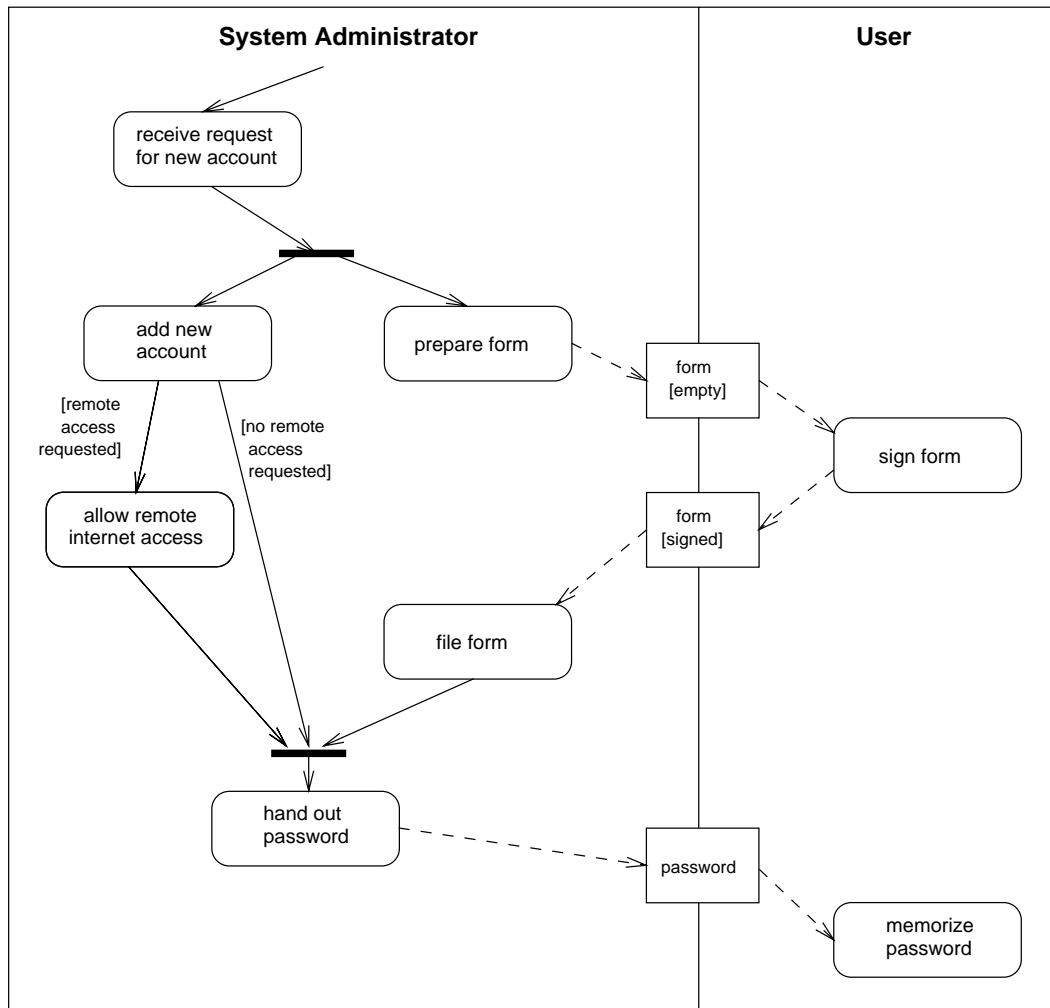 System Administrator
User
receive request
for new account
add new
account
prepare form
form
[empty]
[remote
access
requested]
[no remote
access
requested]
sign form
allow remote
internet access
form
[signed]
file form
hand out
password
password
memorize
password